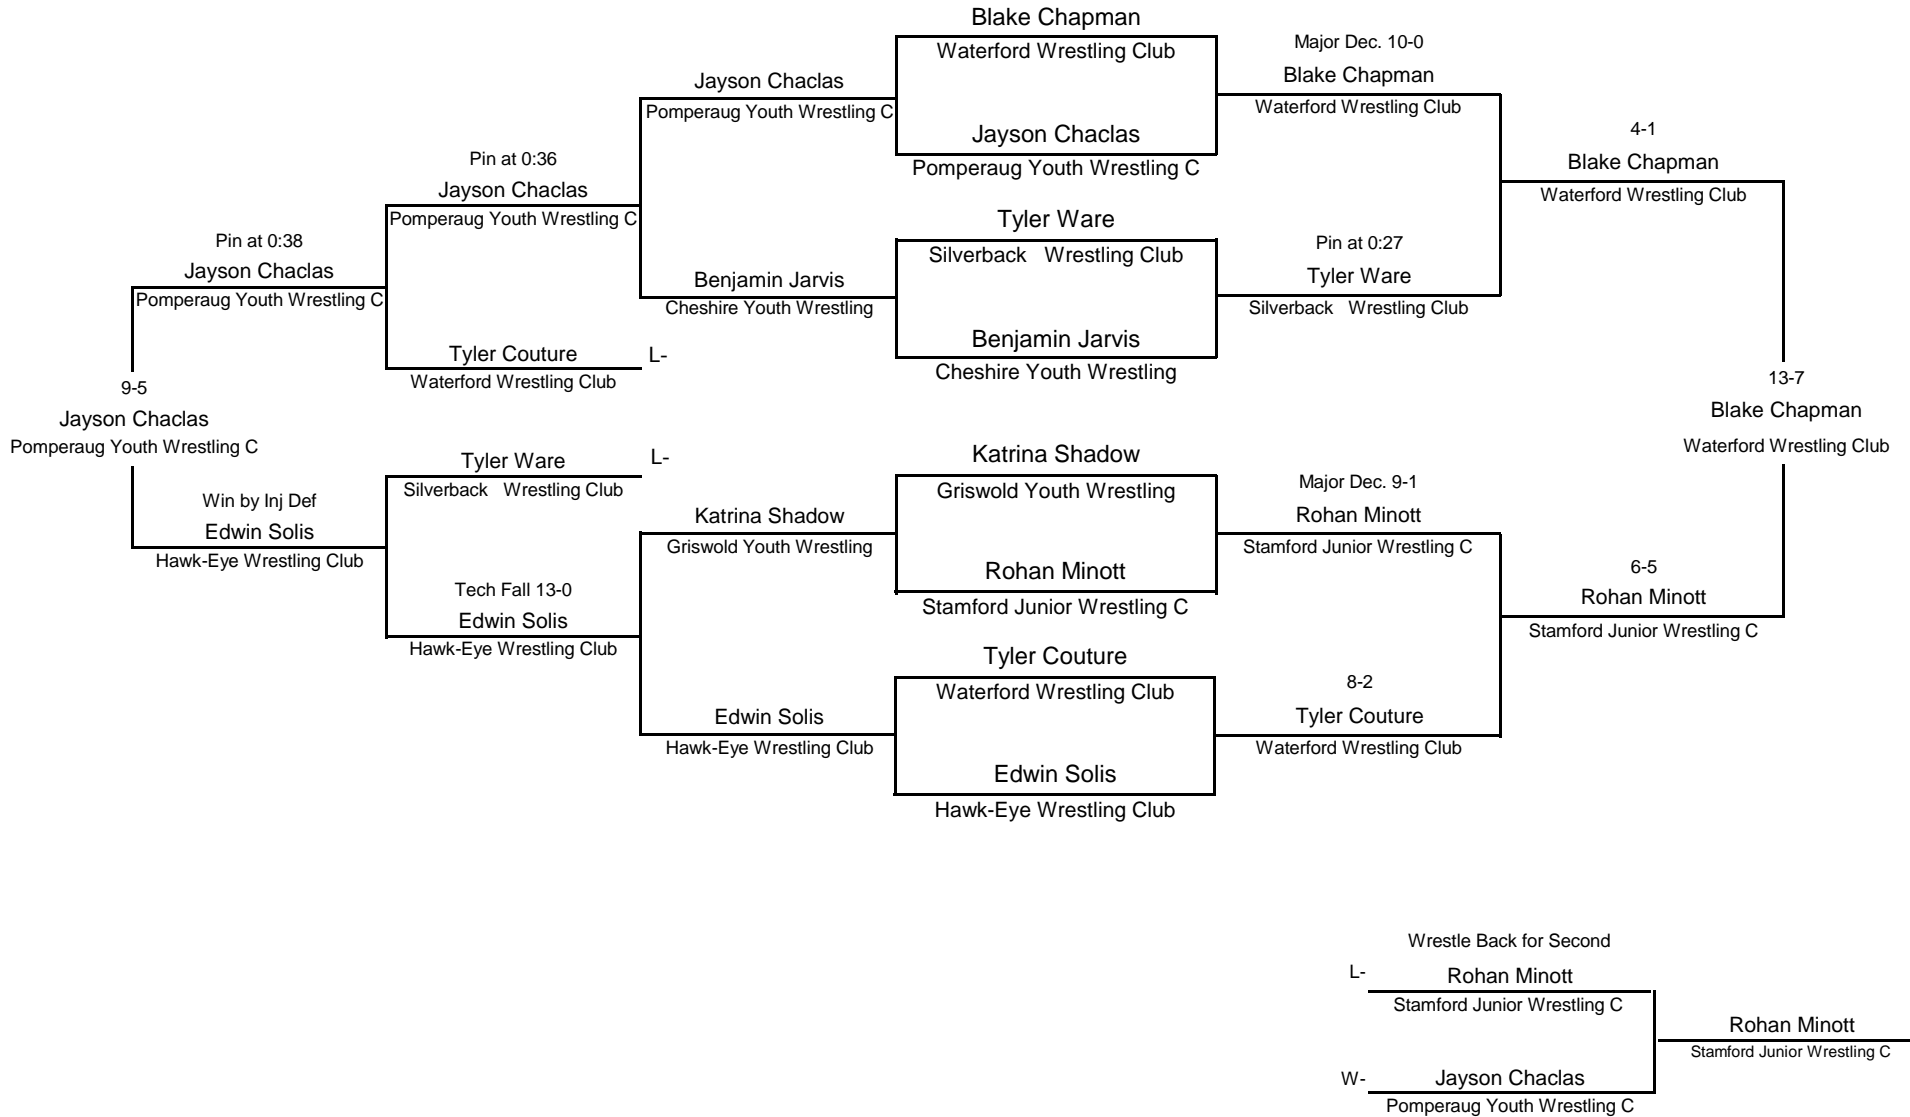 Blake Chapman
Waterford Wrestling Club
Major Dec. 10-0
Blake Chapman
Waterford Wrestling Club
Jayson Chaclas
Pomperaug Youth Wrestling C
Jayson Chaclas
Pomperaug Youth Wrestling C
4-1
Blake Chapman
Waterford Wrestling Club
Pin at 0:36
Jayson Chaclas
Pomperaug Youth Wrestling C
Tyler Ware
Silverback Wrestling Club
Pin at 0:27
Tyler Ware
Silverback Wrestling Club
Pin at 0:38
Jayson Chaclas
Pomperaug Youth Wrestling C
Benjamin Jarvis
Cheshire Youth Wrestling
Benjamin Jarvis
Cheshire Youth Wrestling
Tyler Couture L-
Waterford Wrestling Club
9-5
Jayson Chaclas
Pomperaug Youth Wrestling C
13-7
Blake Chapman
Waterford Wrestling Club
Tyler Ware L-
Silverback Wrestling Club
Katrina Shadow
Griswold Youth Wrestling
Major Dec. 9-1
Rohan Minott
Stamford Junior Wrestling C
Win by Inj Def
Edwin Solis
Hawk-Eye Wrestling Club
Katrina Shadow
Griswold Youth Wrestling
Rohan Minott
Stamford Junior Wrestling C
6-5
Rohan Minott
Stamford Junior Wrestling C
Tech Fall 13-0
Edwin Solis
Hawk-Eye Wrestling Club
Tyler Couture
Waterford Wrestling Club
8-2
Tyler Couture
Waterford Wrestling Club
Edwin Solis
Hawk-Eye Wrestling Club
Edwin Solis
Hawk-Eye Wrestling Club
Wrestle Back for Second
L- Rohan Minott
Stamford Junior Wrestling C
Rohan Minott
Stamford Junior Wrestling C
W- Jayson Chaclas
Pomperaug Youth Wrestling C